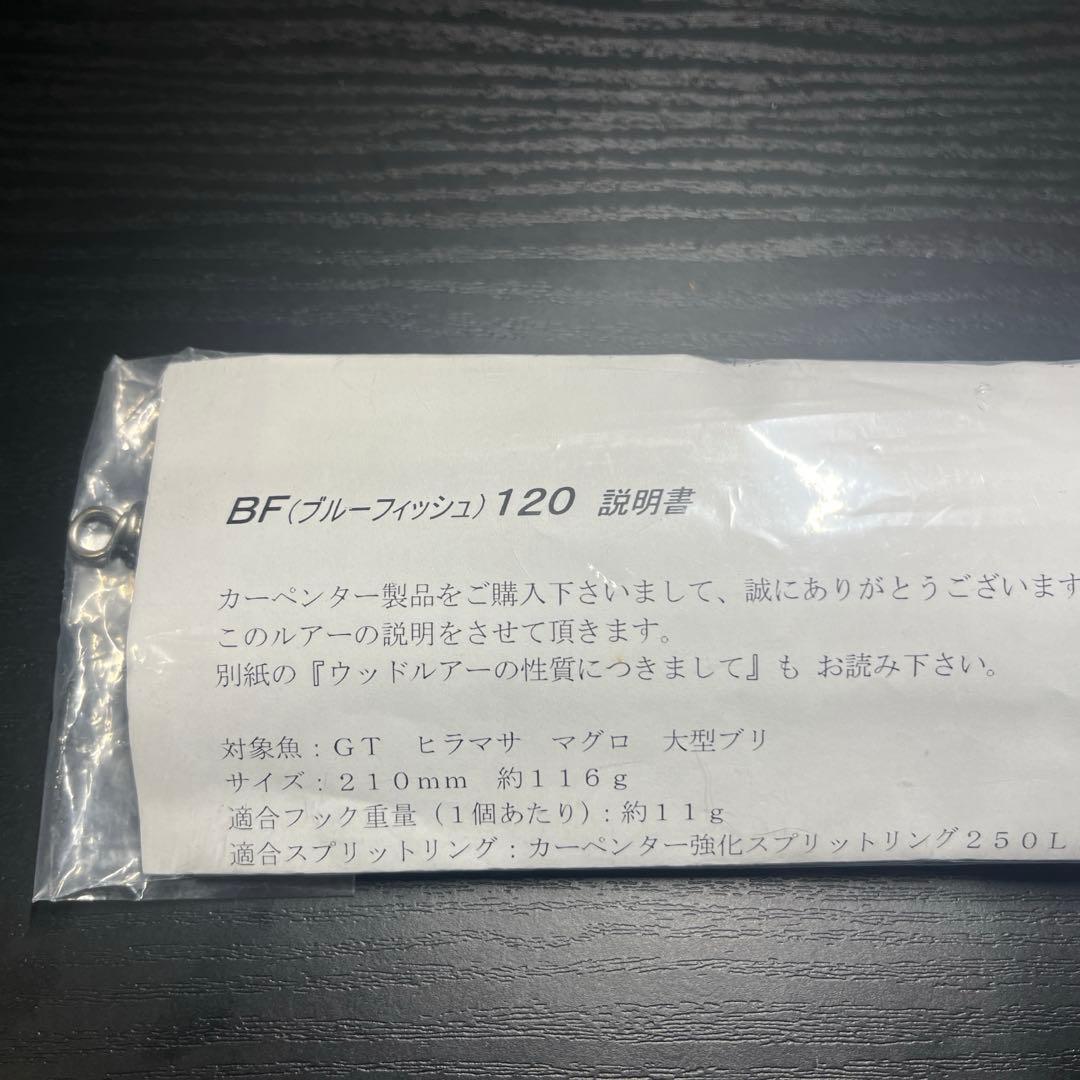 BF(ブルーフィッシュ)120 説明書
カーペンター製品をご購入下さいまして、誠にありがとうございます
このルアーの説明をさせて頂きます。
別紙の『ウッドルアーの性質につきまして』も お読み下さい。
対象魚：ＧＴ　ヒラマサ　マグロ　大型ブリ
サイズ：２１０ｍｍ　約１１６ｇ
適合フック重量（１個あたり）：約１１ｇ
適合スプリットリング：カーペンター強化スプリットリング２５０Ｌ